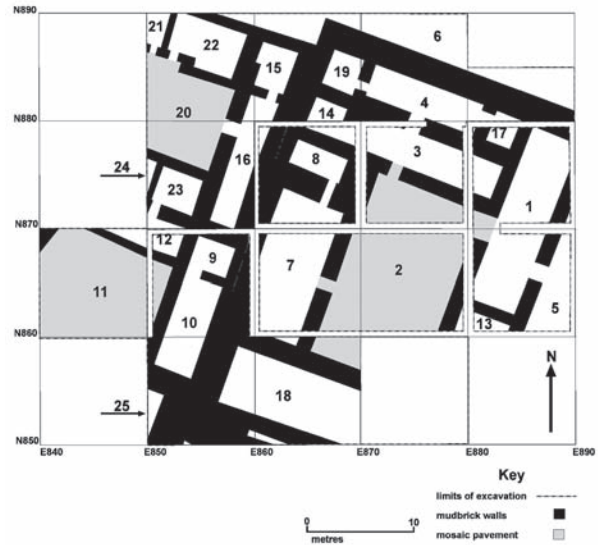 N890
21
22
6
15
19
4
20
14
17
N880
3
16
8
24
23
1
N870
12
9
7
2
11
10
5
13
N860
18
25
N
N850
E840 E850 E860 E870 E880 E890
Key
limits of excavation
0 10
metres
mudbrick walls
mosaic pavement